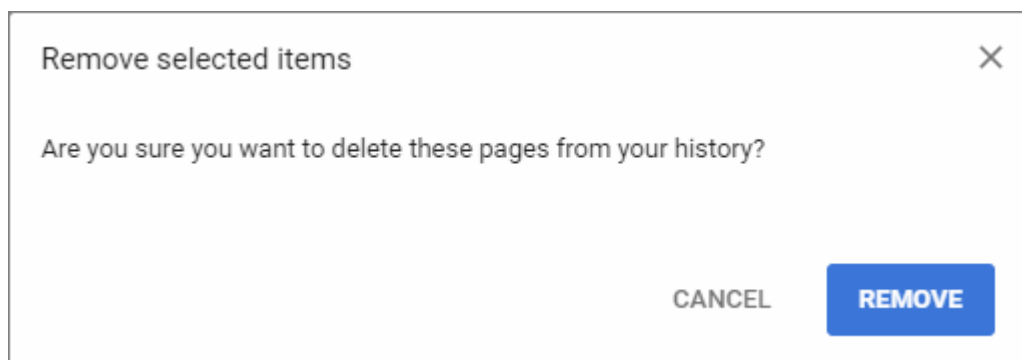 Remove selected items
Are you sure you want to delete these pages from your history?
CANCEL REMOVE